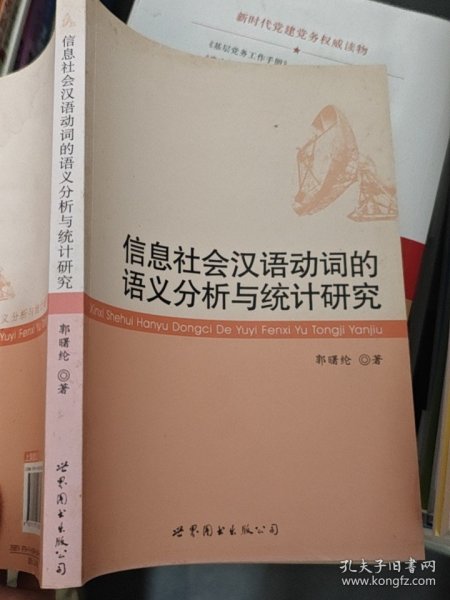 新时代党建党务权威读物
《基层党务工作手册》
信息社会汉语动词的语义分析与统计研究
郭曙纶 ◎ 著
世界图书出版公司
信息社会汉语动词的
语义分析与统计研究
Xinxi Shehui Hanyu Dongci De Yuyi Fenxi Yu Tongji Yanjiu
郭曙纶 ◎ 著
世界图书出版公司
孔夫子旧书网
www.kongfz.com